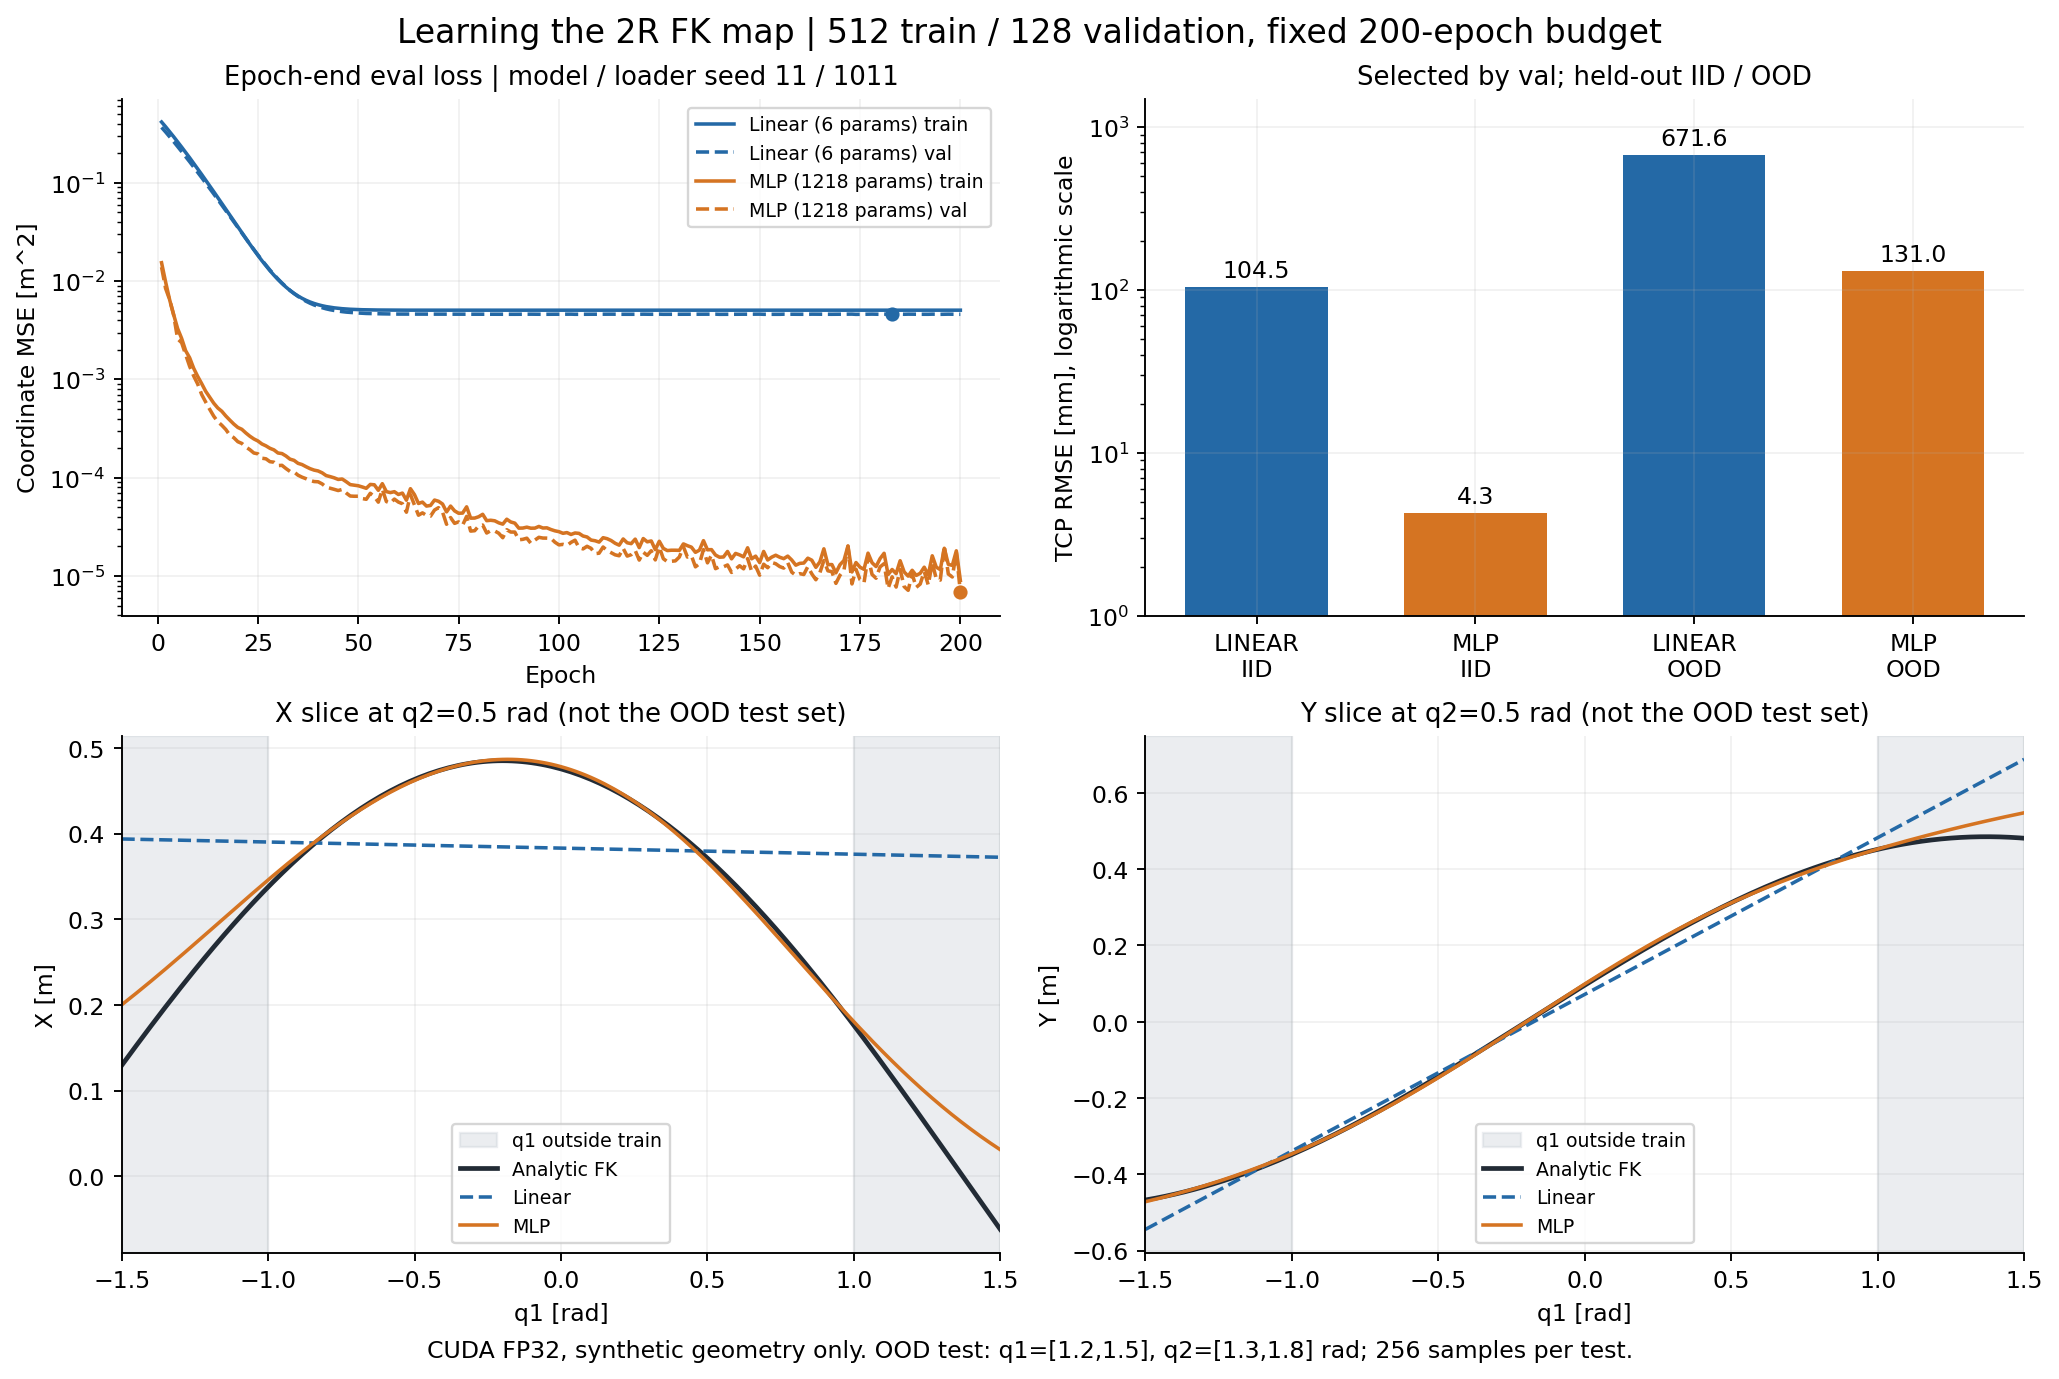 Learning the 2R FK map | 512 train / 128 validation, fixed 200-epoch budget
Epoch-end eval loss | model / loader seed 11 / 1011
Coordinate MSE [m^2]
10⁻¹
10⁻²
10⁻³
10⁻⁴
10⁻⁵
Linear (6 params) train
Linear (6 params) val
MLP (1218 params) train
MLP (1218 params) val
0 25 50 75 100 125 150 175 200
Epoch
Selected by val; held-out IID / OOD
TCP RMSE [mm], logarithmic scale
10³
10²
10¹
10⁰
104.5
4.3
671.6
131.0
LINEAR IID
MLP IID
LINEAR OOD
MLP OOD
X slice at q2=0.5 rad (not the OOD test set)
X [m]
0.5
0.4
0.3
0.2
0.1
0.0
q1 outside train
Analytic FK
Linear
MLP
−1.5 −1.0 −0.5 0.0 0.5 1.0 1.5
q1 [rad]
Y slice at q2=0.5 rad (not the OOD test set)
Y [m]
0.6
0.4
0.2
0.0
−0.2
−0.4
−0.6
q1 outside train
Analytic FK
Linear
MLP
−1.5 −1.0 −0.5 0.0 0.5 1.0 1.5
q1 [rad]
CUDA FP32, synthetic geometry only. OOD test: q1=[1.2,1.5], q2=[1.3,1.8] rad; 256 samples per test.